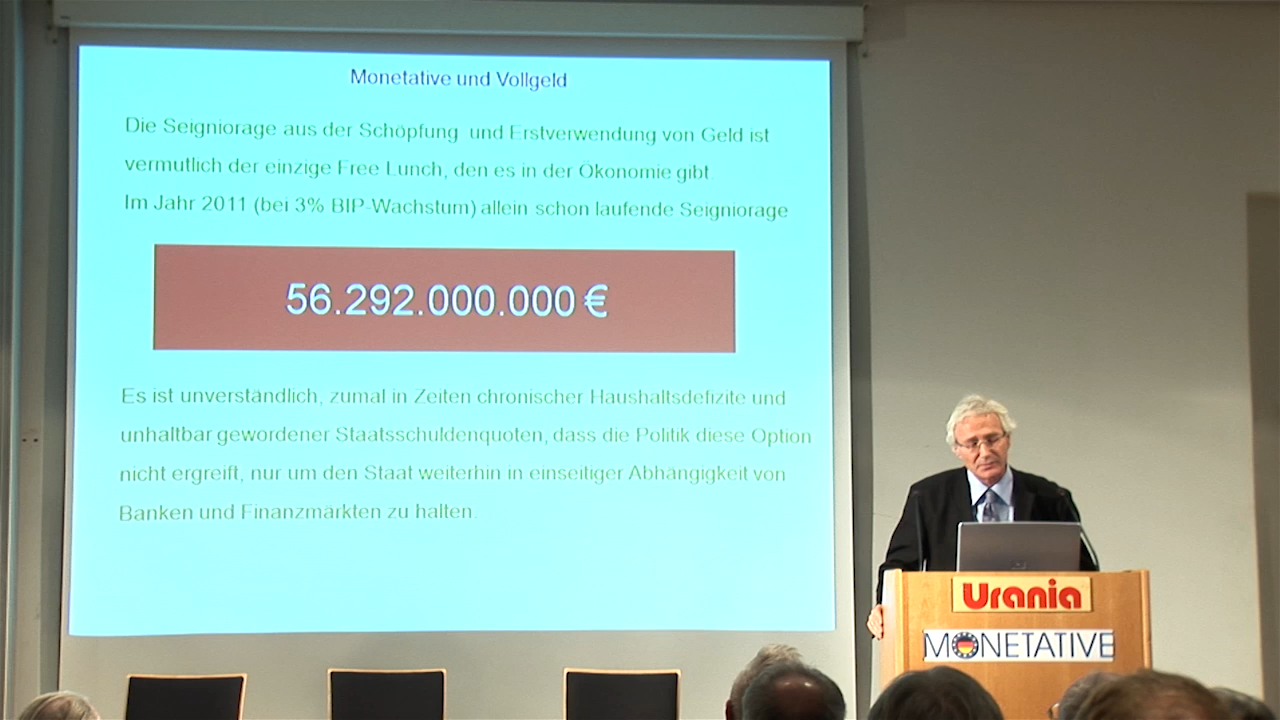 Monetative und Vollgeld
Die Seigniorage aus der Schöpfung und Erstverwendung von Geld ist
vermutlich der einzige Free Lunch, den es in der Ökonomie gibt.
Im Jahr 2011 (bei 3% BIP-Wachstum) allein schon laufende Seigniorage
56.292.000.000 €
Es ist unverständlich, zumal in Zeiten chronischer Haushaltsdefizite und
unhaltbar gewordener Staatsschuldenquoten, dass die Politik diese Option
nicht ergreift, nur um den Staat weiterhin in einseitiger Abhängigkeit von
Banken und Finanzmärkten zu halten.
Urania
MONETATIVE